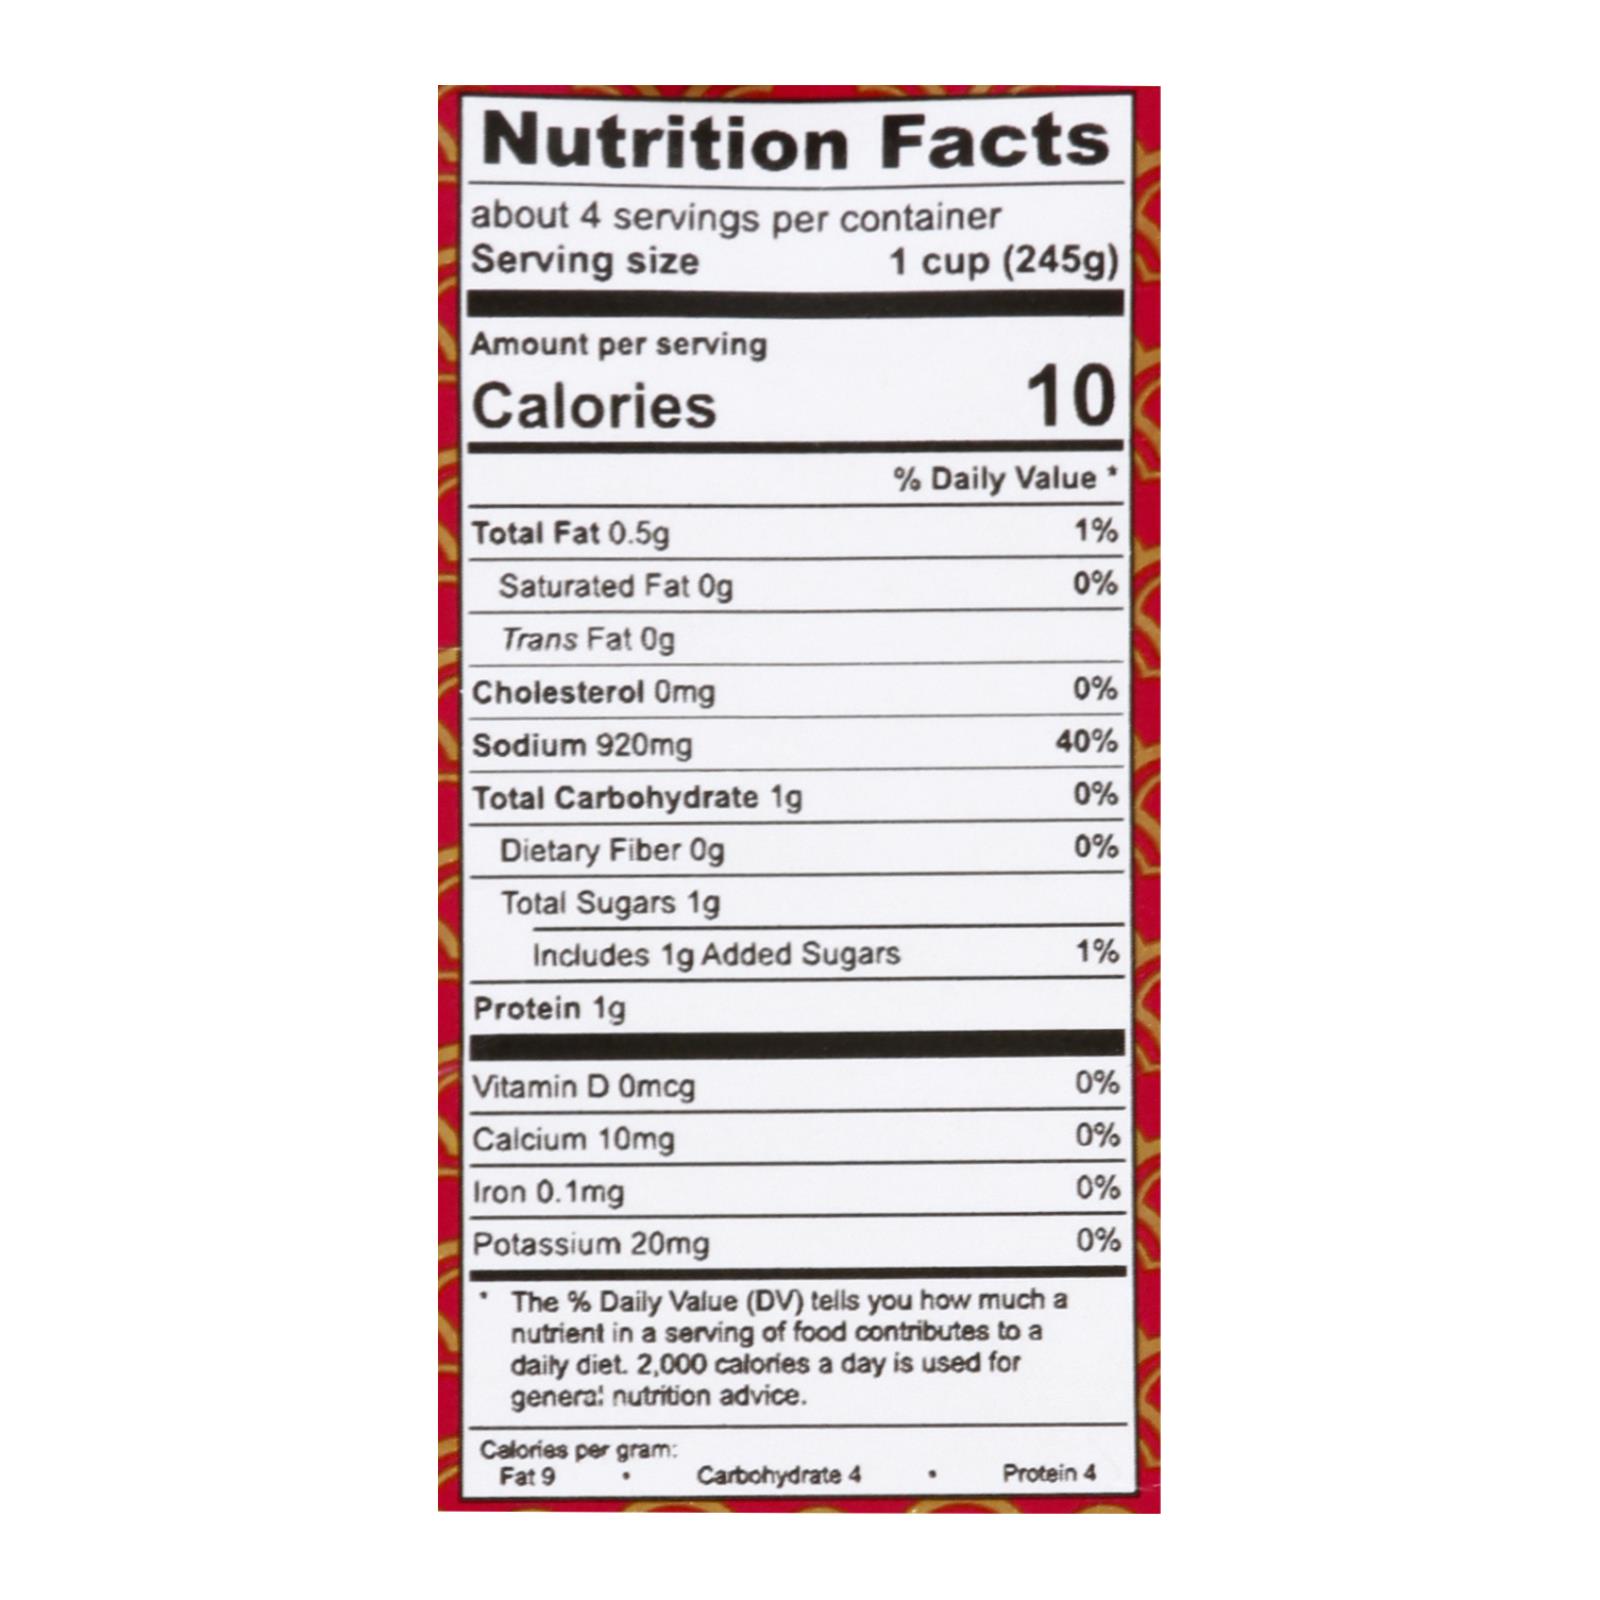 Nutrition Facts
about 4 servings per container
Serving size 1 cup (245g)
Amount per serving
Calories 10
% Daily Value *
Total Fat 0.5g 1%
Saturated Fat 0g 0%
Trans Fat 0g
Cholesterol 0mg 0%
Sodium 920mg 40%
Total Carbohydrate 1g 0%
Dietary Fiber 0g 0%
Total Sugars 1g
Includes 1g Added Sugars 1%
Protein 1g
Vitamin D 0mcg 0%
Calcium 10mg 0%
Iron 0.1mg 0%
Potassium 20mg 0%
* The % Daily Value (DV) tells you how much a
nutrient in a serving of food contributes to a
daily diet. 2,000 calories a day is used for
general nutrition advice.
Calories per gram:
Fat 9 • Carbohydrate 4 • Protein 4